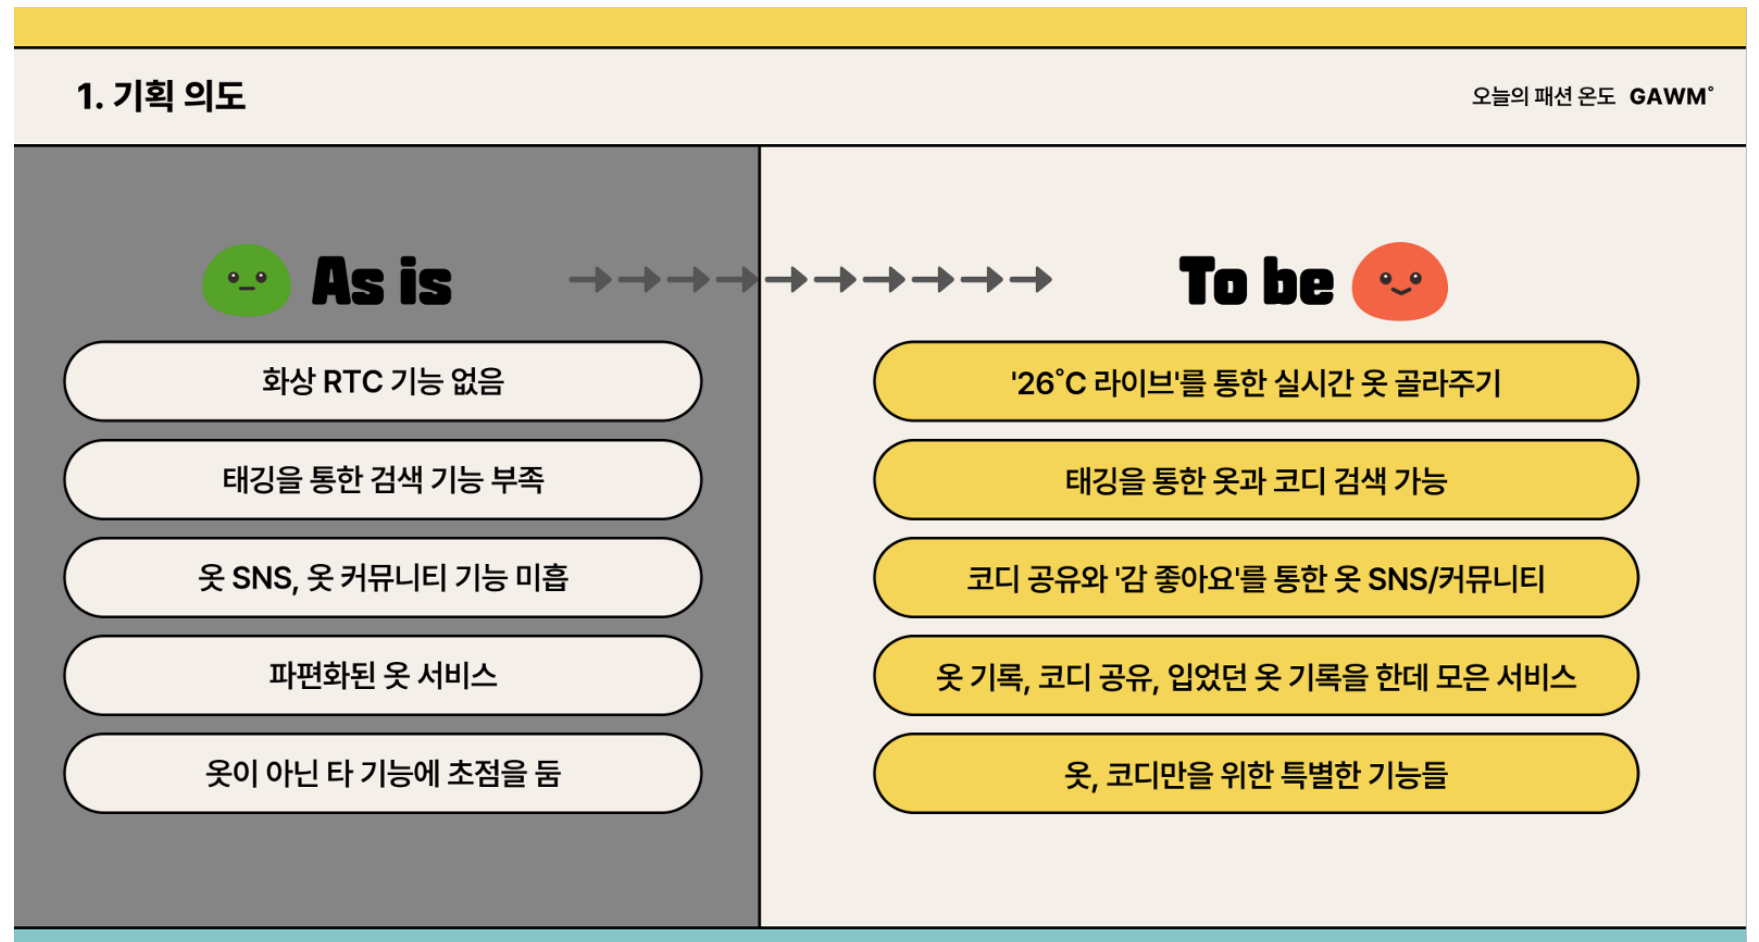 1. 기획 의도
오늘의 패션 온도 GAWM°
As is
To be
화상 RTC 기능 없음
'26°C 라이브'를 통한 실시간 옷 골라주기
태깅을 통한 검색 기능 부족
태깅을 통한 옷과 코디 검색 가능
옷 SNS, 옷 커뮤니티 기능 미흡
코디 공유와 '감 좋아요'를 통한 옷 SNS/커뮤니티
파편화된 옷 서비스
옷 기록, 코디 공유, 입었던 옷 기록을 한데 모은 서비스
옷이 아닌 타 기능에 초점을 둠
옷, 코디만을 위한 특별한 기능들